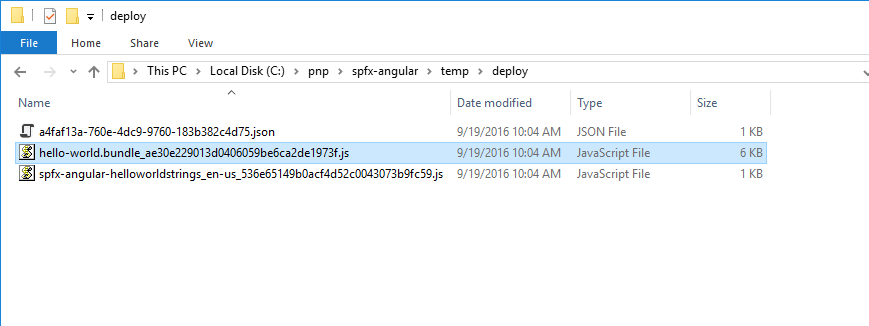 deploy
File Home Share View
This PC Local Disk (C:) pnp spfx-angular temp deploy
Name Date modified Type Size
a4faf13a-760e-4dc9-9760-183b382c4d75.json 9/19/2016 10:04 AM JSON File 1 KB
hello-world.bundle_ae30e229013d0406059be6ca2de1973f.js 9/19/2016 10:04 AM JavaScript File 6 KB
spfx-angular-helloworldstrings_en-us_536e65149b0acf4d52c0043073b9fc59.js 9/19/2016 10:04 AM JavaScript File 1 KB